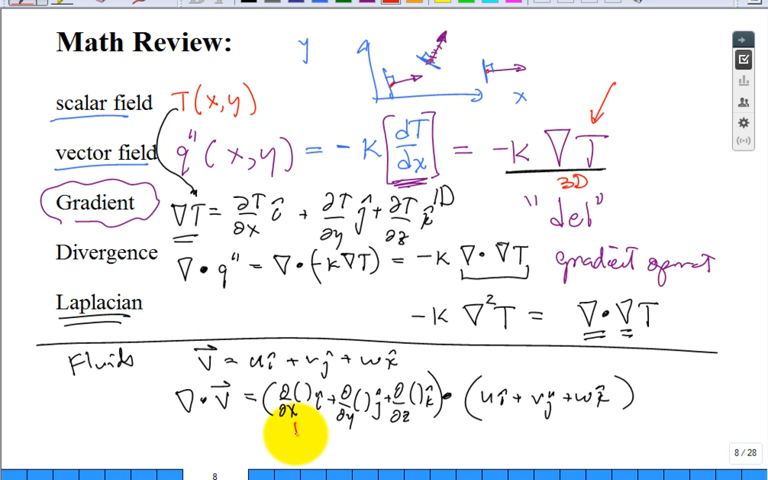 Math Review:
y
x
scalar field T(x,y)
vector field q"(x,y) = -K [dT/dx] = -K ∇T
1D
3D
"del"
Gradient ∇T = ∂T/∂x î + ∂T/∂y ĵ + ∂T/∂z k̂
Divergence ∇·q" = ∇·(-K∇T) = -K ∇·∇T
gradient operat
Laplacian -K ∇²T = ∇·∇T
Fluids V⃗ = uî + vĵ + wk̂
∇·V⃗ = (∂/∂x()î + ∂/∂y()ĵ + ∂/∂z()k̂)·(uî + vĵ + wk̂)
8 / 28
8